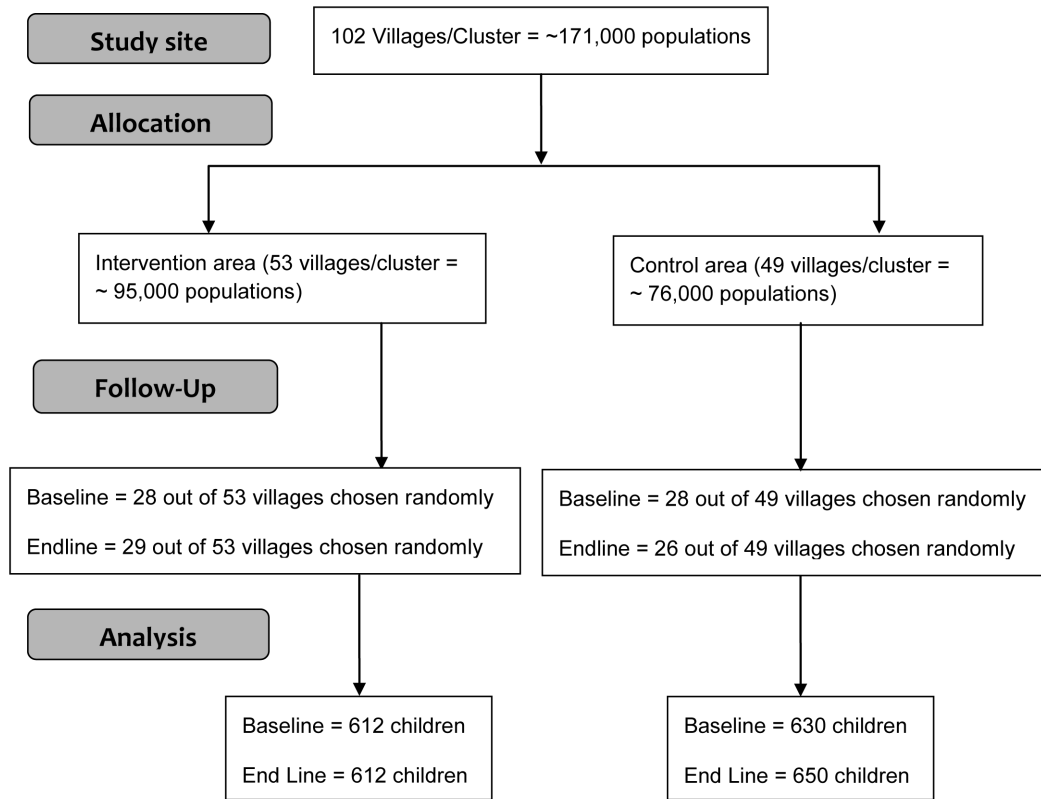 Study site
102 Villages/Cluster = ~171,000 populations
Allocation
Intervention area (53 villages/cluster =
~ 95,000 populations)
Control area (49 villages/cluster =
~ 76,000 populations)
Follow-Up
Baseline = 28 out of 53 villages chosen randomly
Endline = 29 out of 53 villages chosen randomly
Baseline = 28 out of 49 villages chosen randomly
Endline = 26 out of 49 villages chosen randomly
Analysis
Baseline = 612 children
End Line = 612 children
Baseline = 630 children
End Line = 650 children